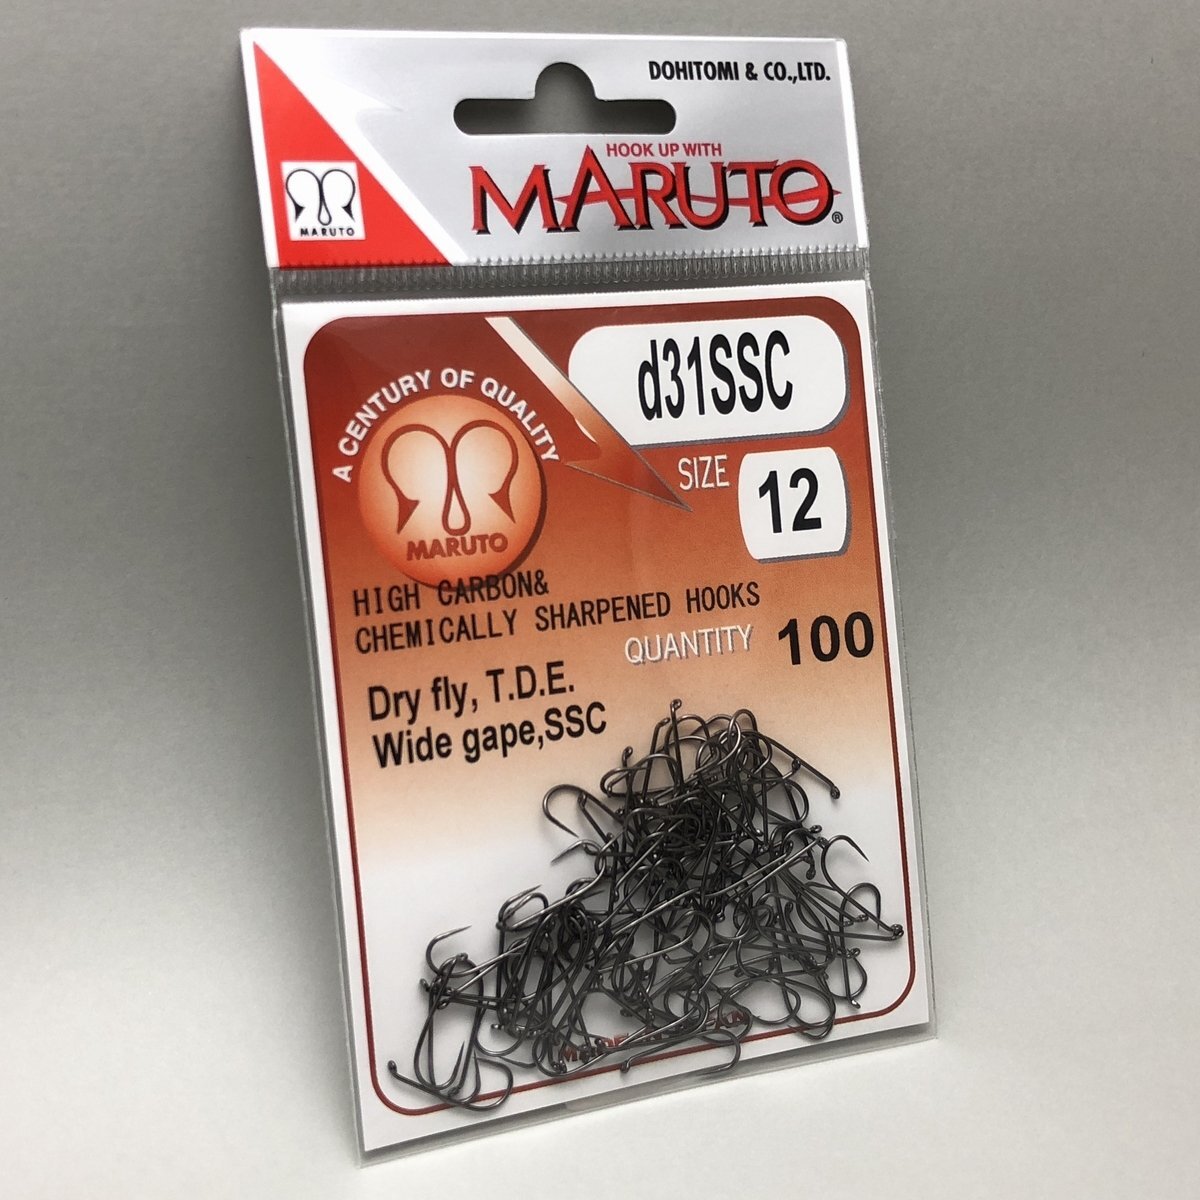 DOHITOMI & CO.,LTD.
HOOK UP WITH
MARUTO®
MARUTO
d31SSC
A CENTURY OF QUALITY
SIZE 12
MARUTO
HIGH CARBON&
CHEMICALLY SHARPENED HOOKS
QUANTITY 100
Dry fly, T.D.E.
Wide gape,SSC
MADE